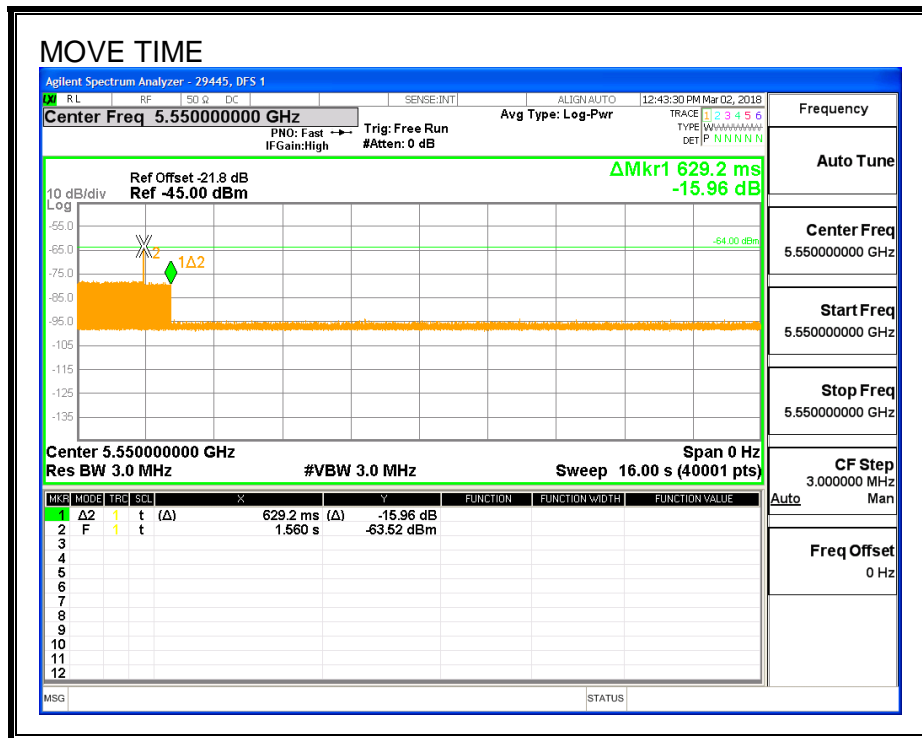 MOVE TIME
Agilent Spectrum Analyzer - 29445, DFS 1
LXI RL RF 50 Ω DC SENSE:INT ALIGN AUTO 12:43:30 PM Mar 02, 2018
Center Freq 5.550000000 GHz
PNO: Fast
IFGain:High
Trig: Free Run
#Atten: 0 dB
Avg Type: Log-Pwr
TRACE 1 2 3 4 5 6
TYPE W
DET P N N N N N
ΔMkr1 629.2 ms
-15.96 dB
Ref Offset -21.8 dB
10 dB/div Ref -45.00 dBm
Log
-55.0
-65.0
-75.0
-85.0
-95.0
-105
-115
-125
-135
2
1Δ2
-64.00 dBm
Center 5.550000000 GHz Span 0 Hz
Res BW 3.0 MHz #VBW 3.0 MHz Sweep 16.00 s (40001 pts)
MKR MODE TRC SCL X Y FUNCTION FUNCTION WIDTH FUNCTION VALUE
1 Δ2 1 t (Δ) 629.2 ms (Δ) -15.96 dB
2 F 1 t 1.560 s -63.52 dBm
3
4
5
6
7
8
9
10
11
12
MSG STATUS
Frequency
Auto Tune
Center Freq
5.550000000 GHz
Start Freq
5.550000000 GHz
Stop Freq
5.550000000 GHz
CF Step
3.000000 MHz
Auto Man
Freq Offset
0 Hz